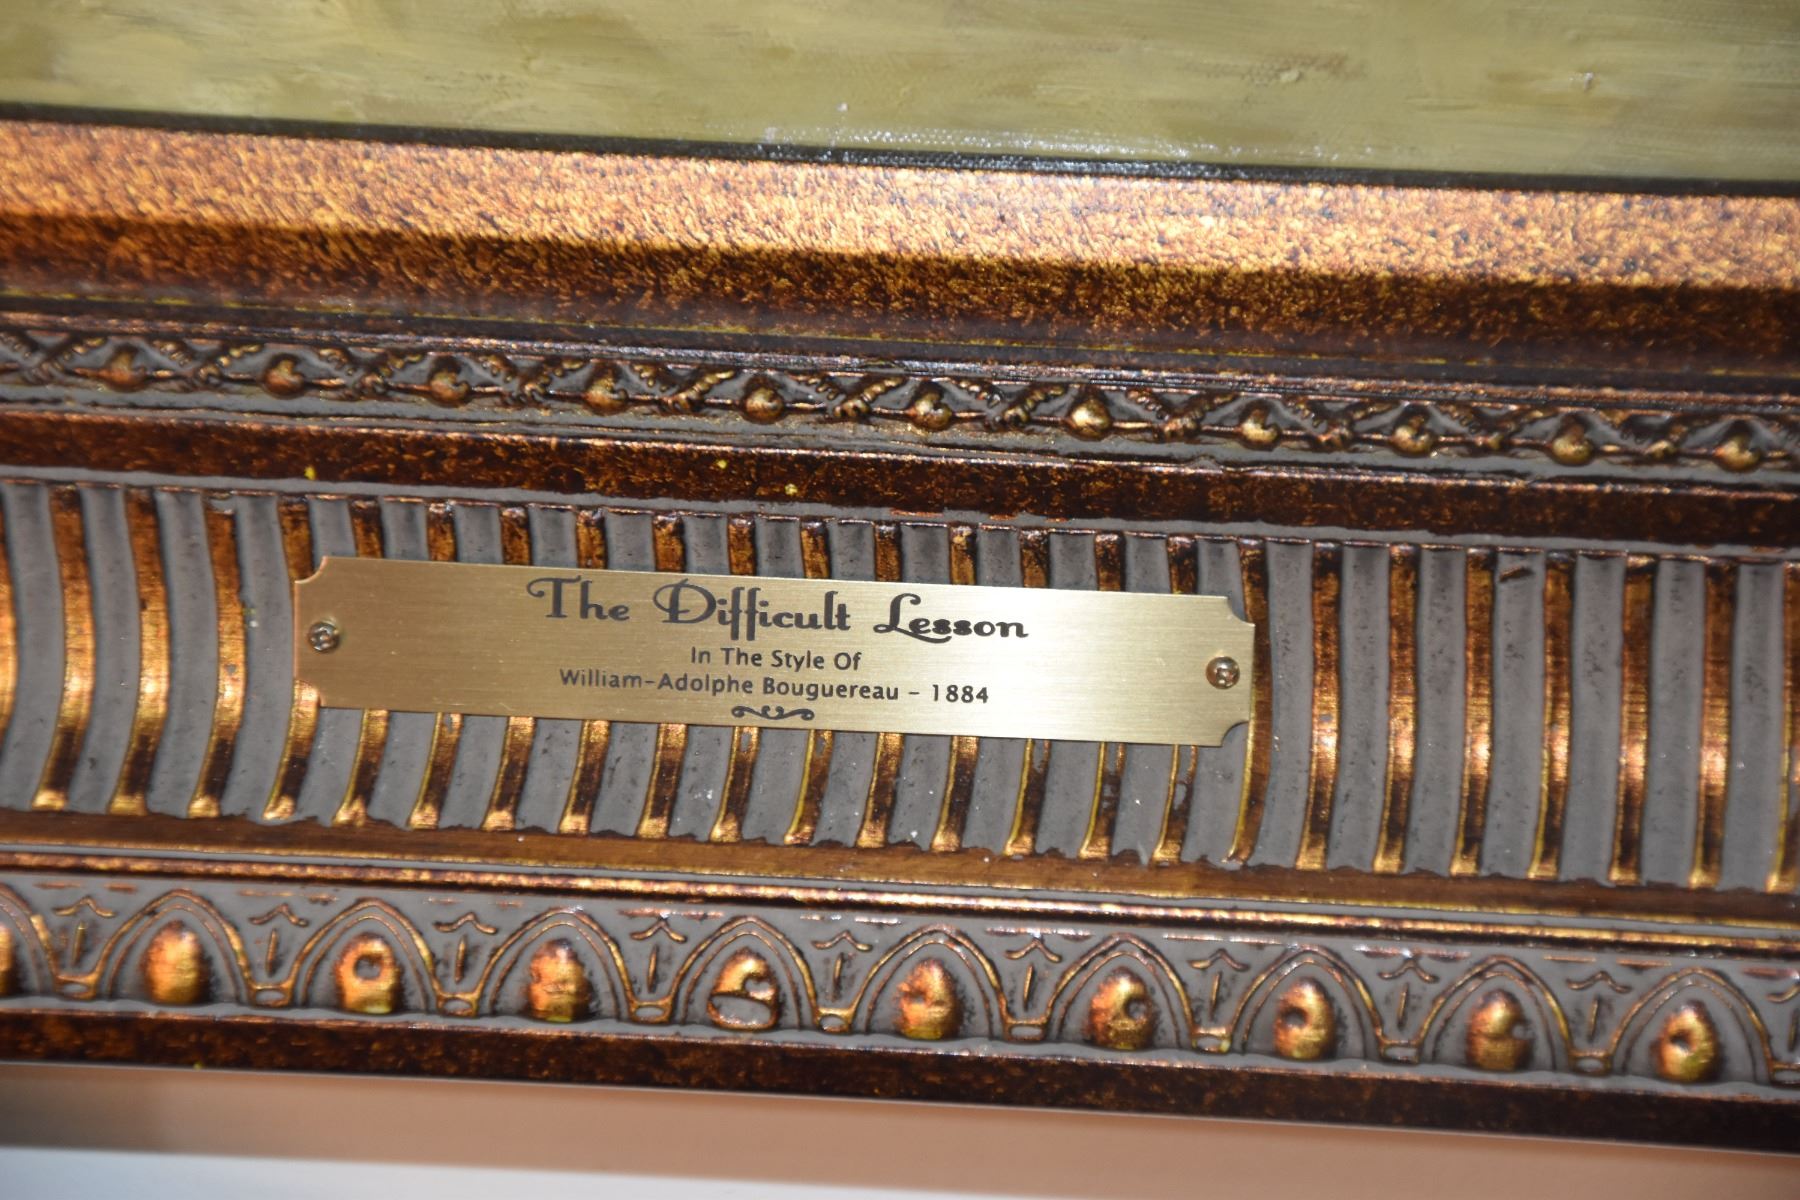 The Difficult Lesson
In The Style Of
William-Adolphe Bouguereau - 1884